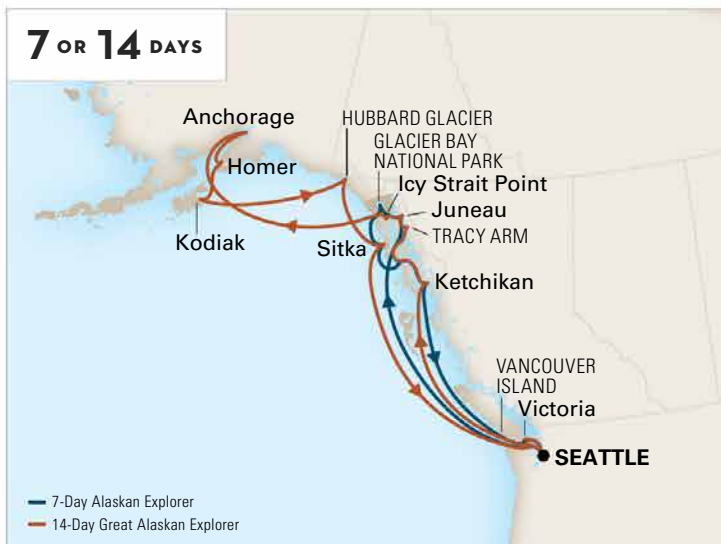 7 OR 14 DAYS
Anchorage
HUBBARD GLACIER
GLACIER BAY
NATIONAL PARK
Homer
Icy Strait Point
Juneau
TRACY ARM
Kodiak
Sitka
Ketchikan
VANCOUVER
ISLAND
Victoria
SEATTLE
7-Day Alaskan Explorer
14-Day Great Alaskan Explorer